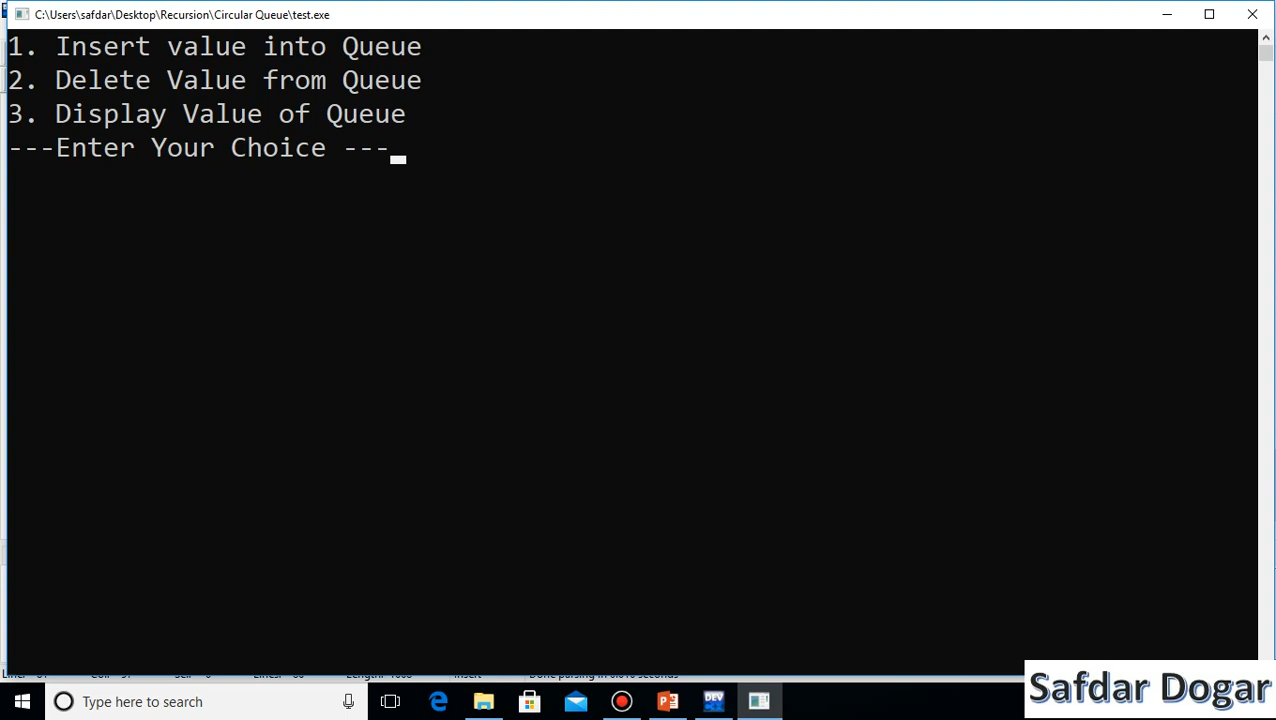 C:\Users\safdar\Desktop\Recursion\Circular Queue\test.exe
1. Insert value into Queue
2. Delete Value from Queue
3. Display Value of Queue
---Enter Your Choice ---
Type here to search
DEV
Safdar Dogar